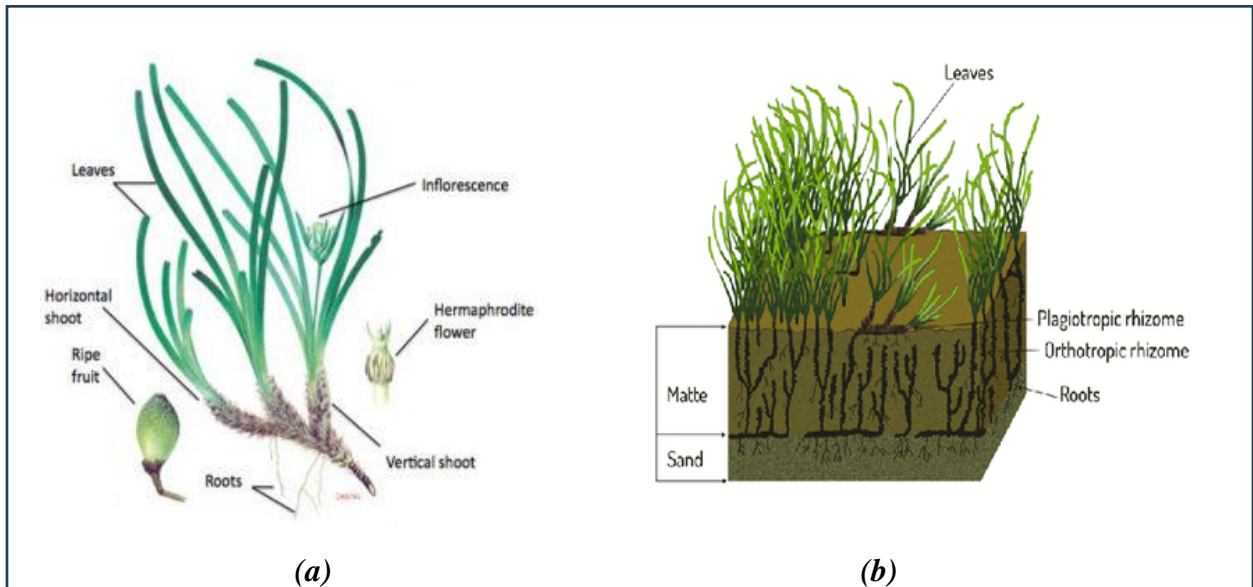 Leaves
Inflorescence
Horizontal
shoot
Hermaphrodite
flower
Ripe
fruit
Vertical shoot
Roots
(a)
Leaves
Plagiotropic rhizome
Orthotropic rhizome
Roots
Matte
Sand
(b)